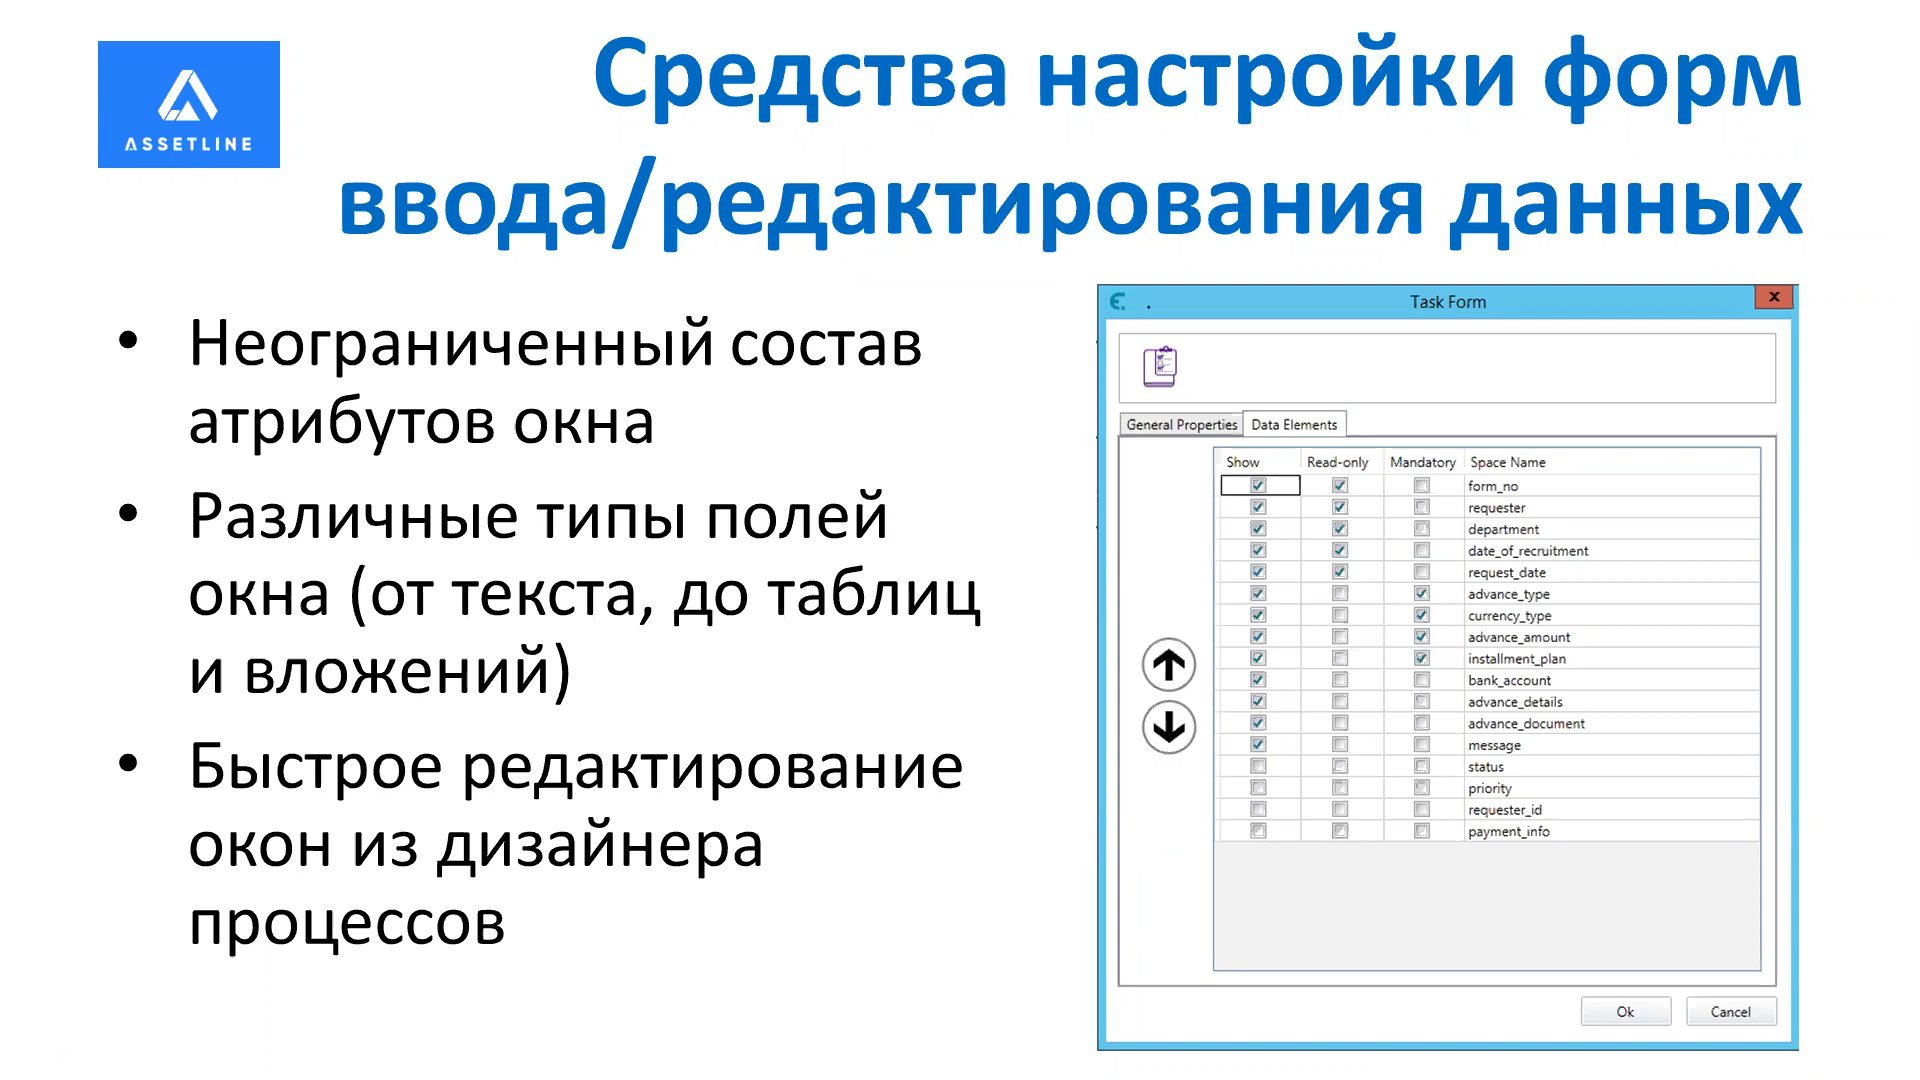 ASSETLINE
Средства настройки форм
ввода/редактирования данных
• Неограниченный состав
атрибутов окна
• Различные типы полей
окна (от текста, до таблиц
и вложений)
• Быстрое редактирование
окон из дизайнера
процессов
Task Form
General Properties Data Elements
Show Read-only Mandatory Space Name
form_no
requester
department
date_of_recruitment
request_date
advance_type
currency_type
advance_amount
installment_plan
bank_account
advance_details
advance_document
message
status
priority
requester_id
payment_info
Ok Cancel